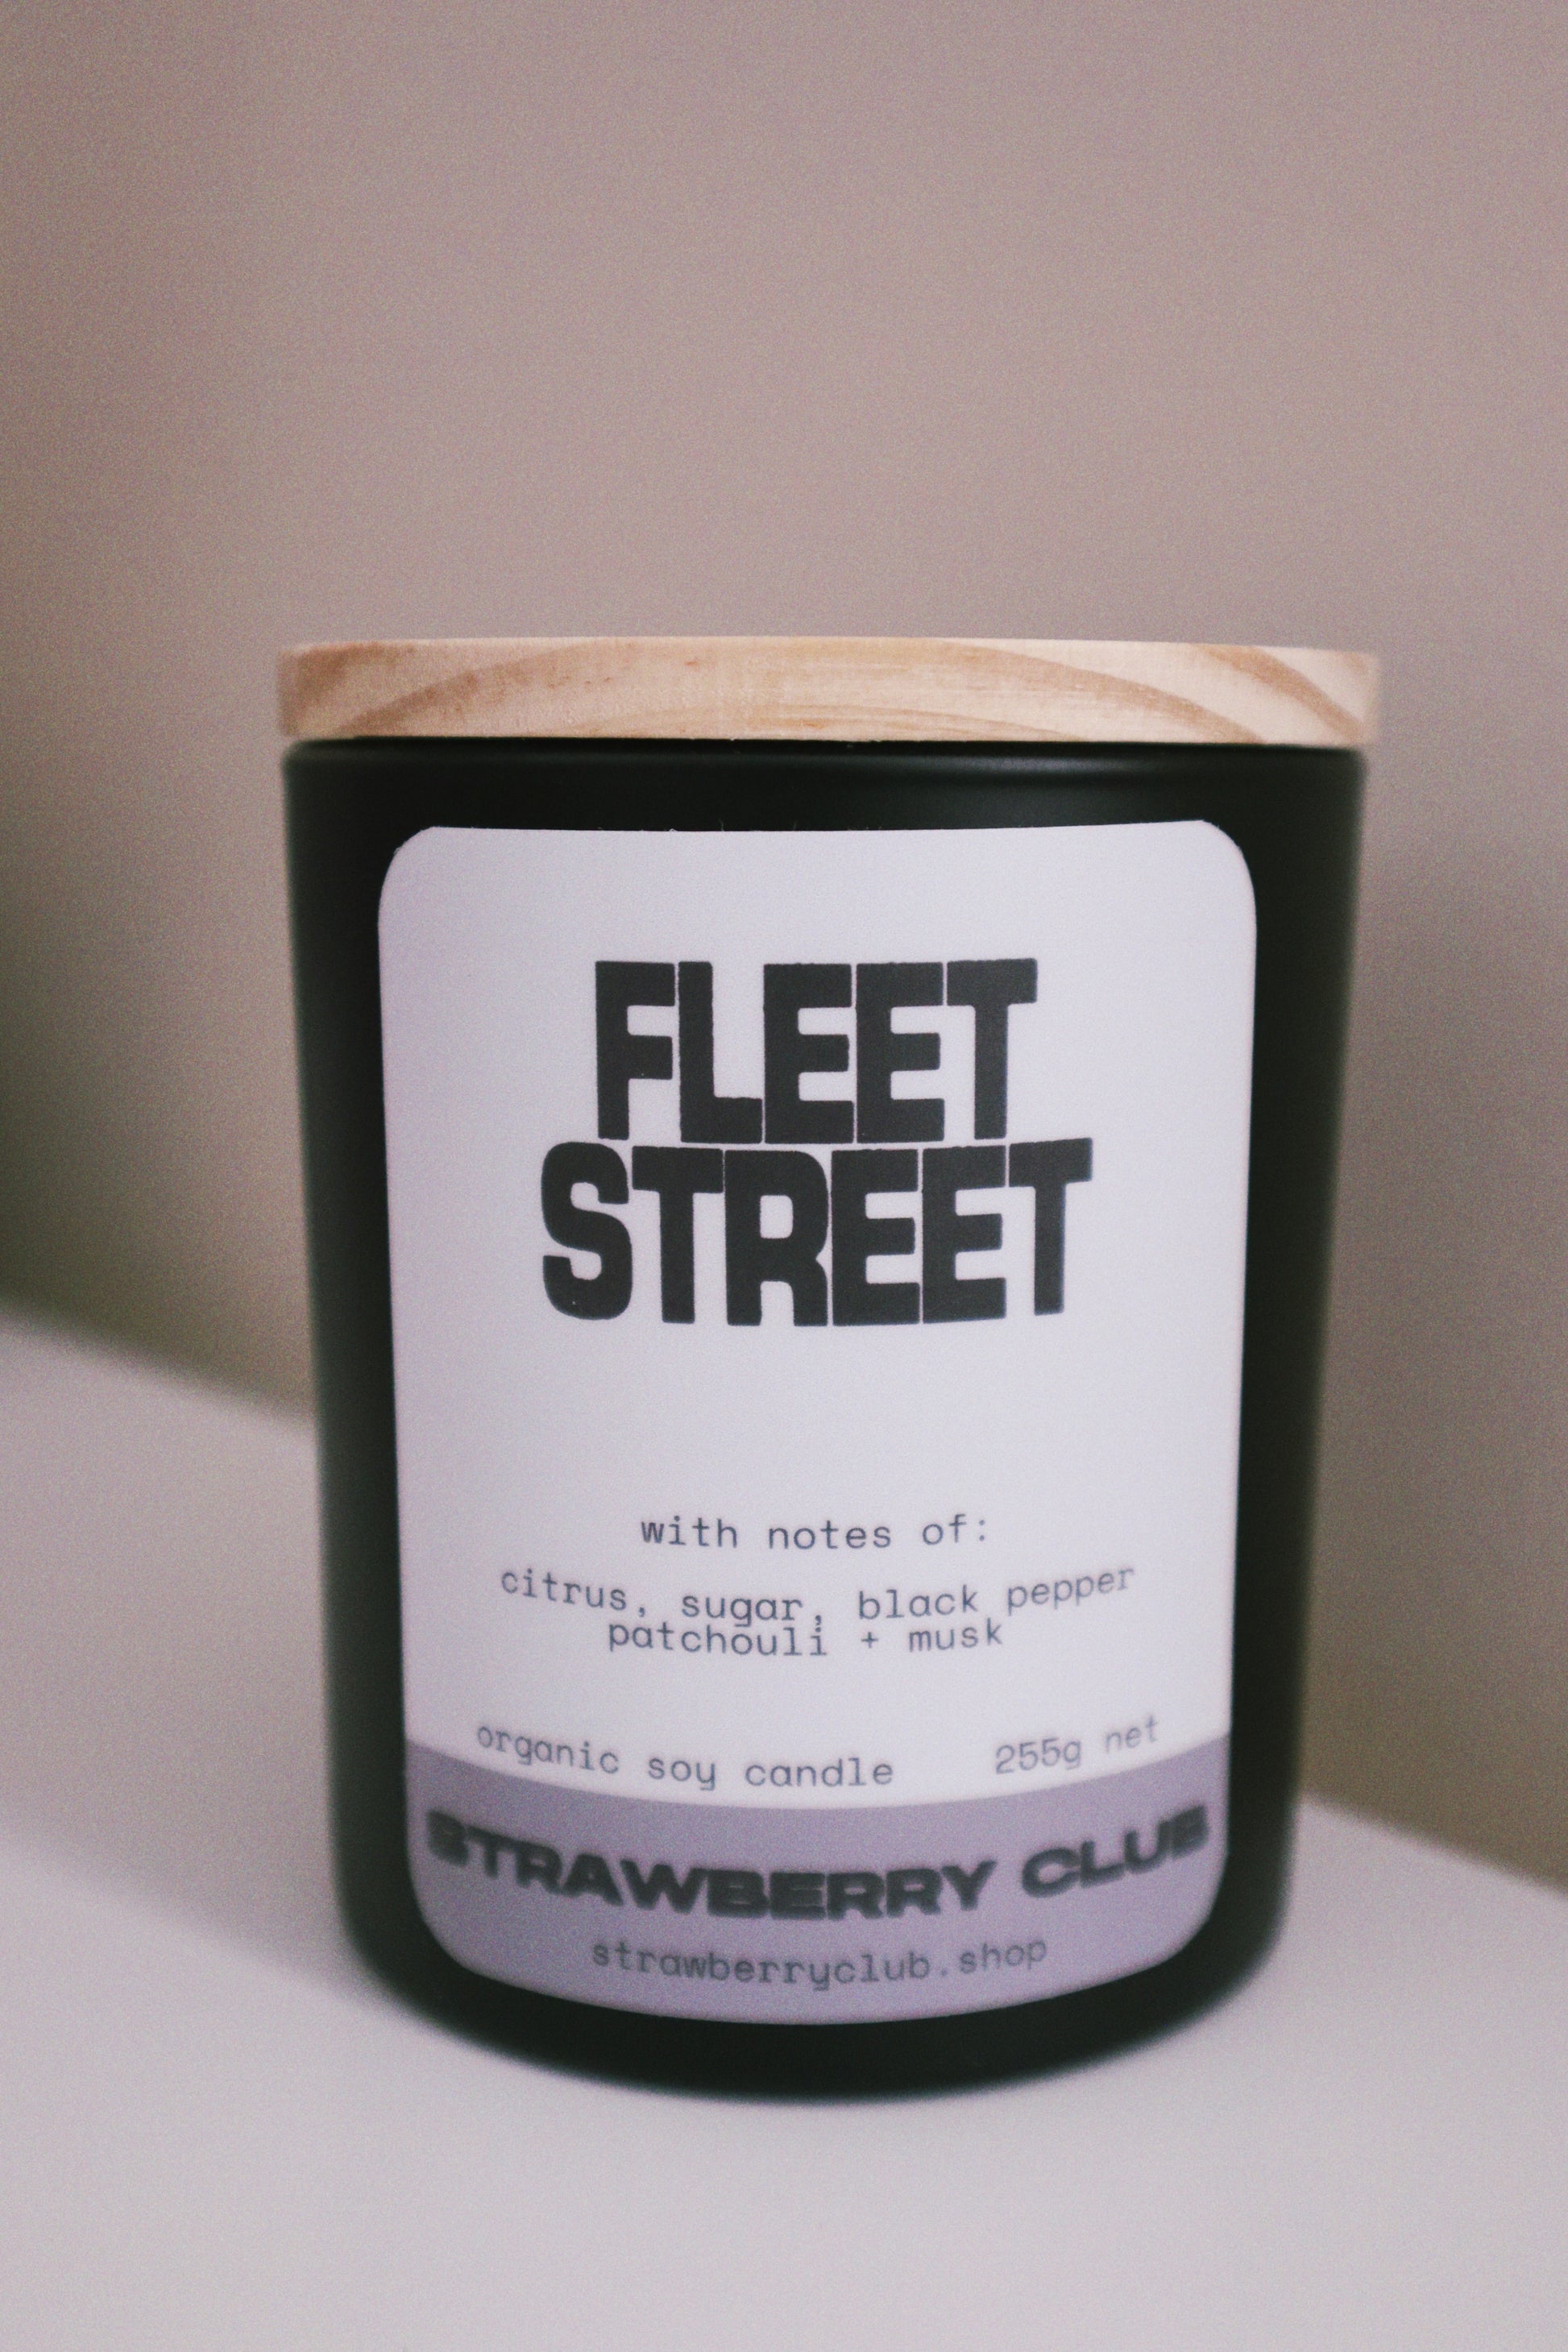 FLEET
STREET
with notes of:
citrus, sugar, black pepper
patchouli + musk
organic soy candle 255g net
STRAWBERRY CLUB
strawberryclub.shop